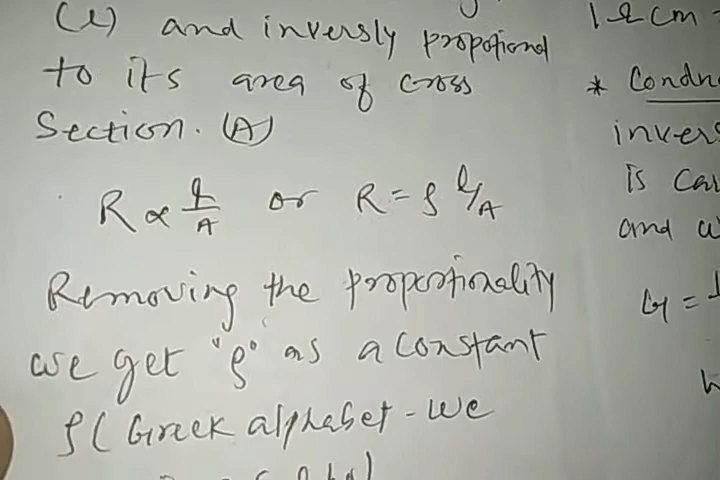 (l) and inversly propotional
to its area of cross
Section. (A)
R ∝ l/A or R = ρ l/A
Removing the proportionality
we get "ρ" as a constant
ρ (Greek alphabet - we
* Condu
invers
is ca
and
G =